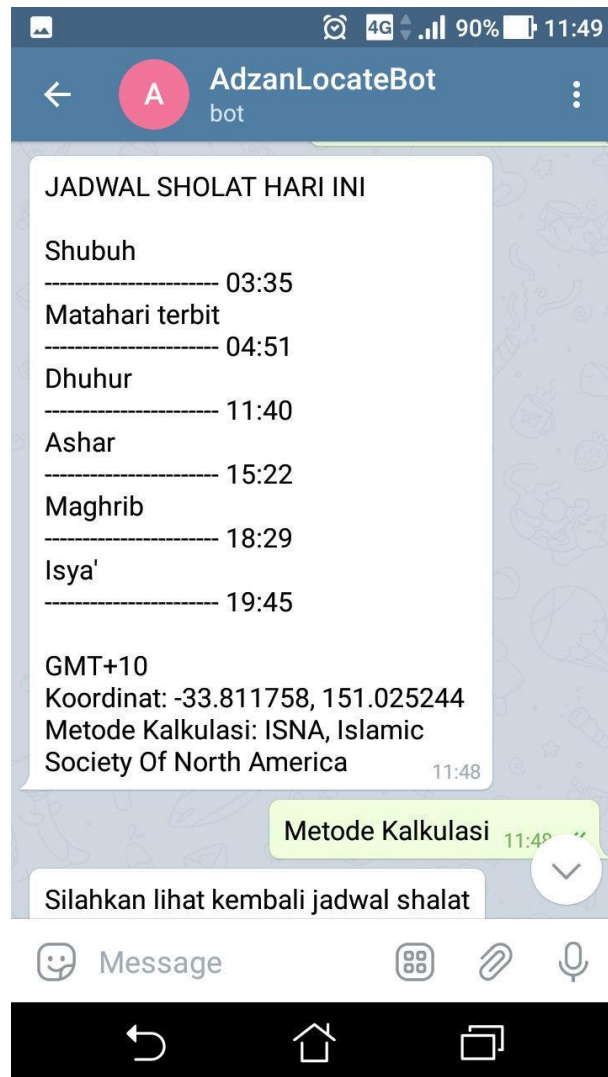 4G 90% 11:49
A AdzanLocateBot
bot
JADWAL SHOLAT HARI INI
Shubuh
----------------------- 03:35
Matahari terbit
----------------------- 04:51
Dhuhur
----------------------- 11:40
Ashar
----------------------- 15:22
Maghrib
----------------------- 18:29
Isya'
----------------------- 19:45
GMT+10
Koordinat: -33.811758, 151.025244
Metode Kalkulasi: ISNA, Islamic
Society Of North America 11:48
Metode Kalkulasi
Silahkan lihat kembali jadwal shalat
Message